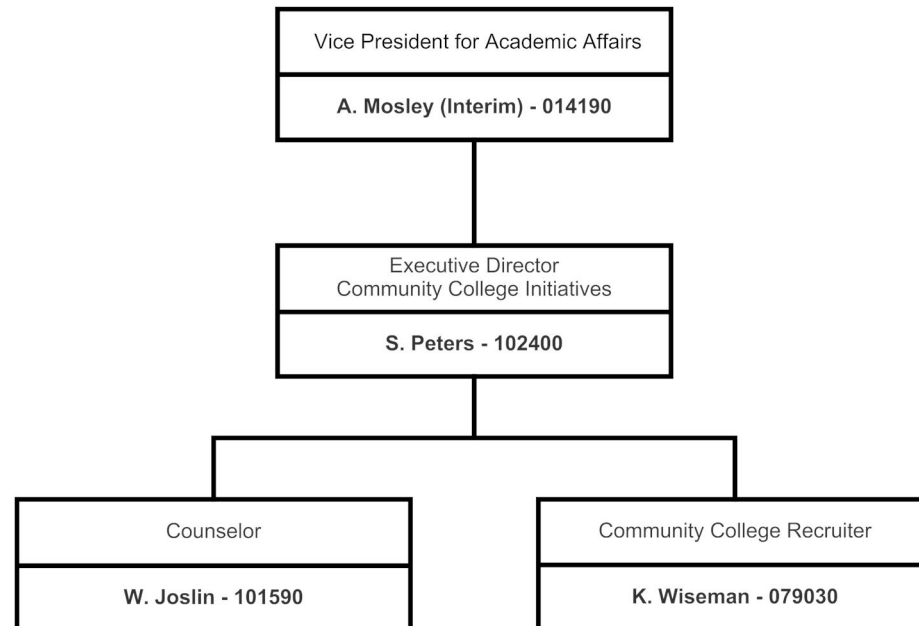 Vice President for Academic Affairs
A. Mosley (Interim) - 014190
Executive Director
Community College Initiatives
S. Peters - 102400
Counselor
W. Joslin - 101590
Community College Recruiter
K. Wiseman - 079030